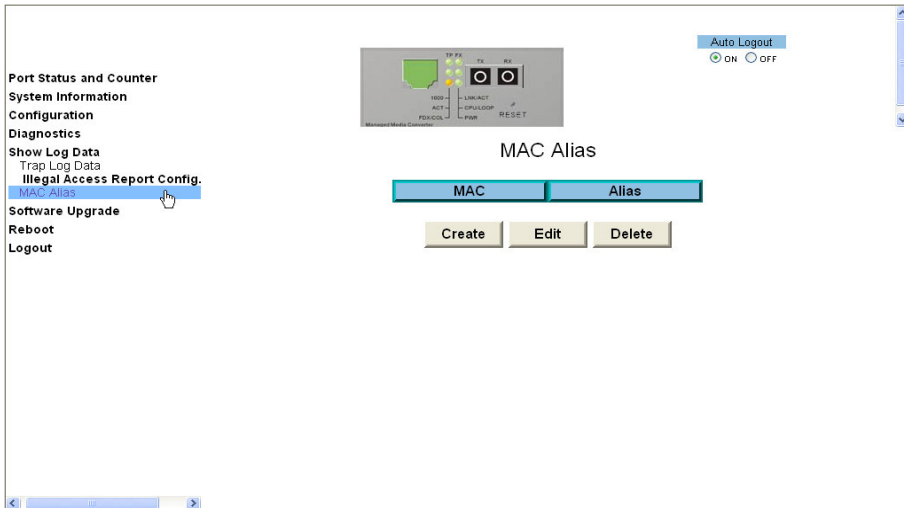 Port Status and Counter
System Information
Configuration
Diagnostics
Show Log Data
Trap Log Data
Illegal Access Report Config.
MAC Alias
Software Upgrade
Reboot
Logout
TP FX
TX
RX
1000
LNK/ACT
ACT
CPU/LOOP
FDX/COL
PWR
RESET
Managed Media Converter
Auto Logout
ON OFF
MAC Alias
MAC Alias
Create Edit Delete